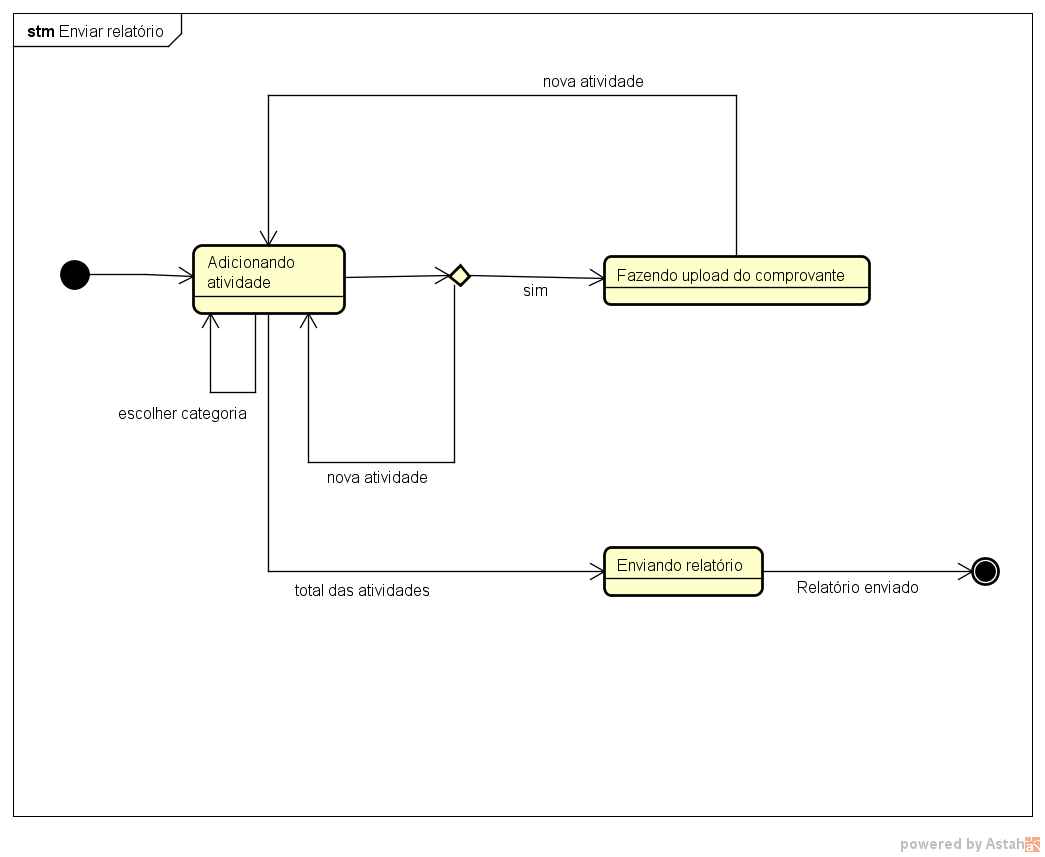 stm Enviar relatório
nova atividade
Adicionando
atividade
Fazendo upload do comprovante
sim
escolher categoria
nova atividade
Enviando relatório
total das atividades
Relatório enviado
powered by Astah